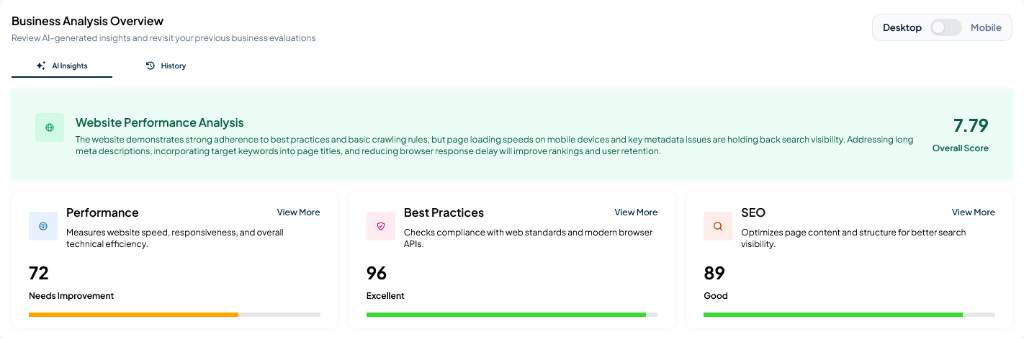 Business Analysis Overview
Review AI-generated insights and revisit your previous business evaluations
Desktop Mobile
AI Insights History
Website Performance Analysis
The website demonstrates strong adherence to best practices and basic crawling rules, but page loading speeds on mobile devices and key metadata issues are holding back search visibility. Addressing long
meta descriptions, incorporating target keywords into page titles, and reducing browser response delay will improve rankings and user retention.
7.79
Overall Score
Performance View More
Measures website speed, responsiveness, and overall
technical efficiency.
72
Needs Improvement
Best Practices View More
Checks compliance with web standards and modern browser
APIs.
96
Excellent
SEO View More
Optimizes page content and structure for better search
visibility.
89
Good